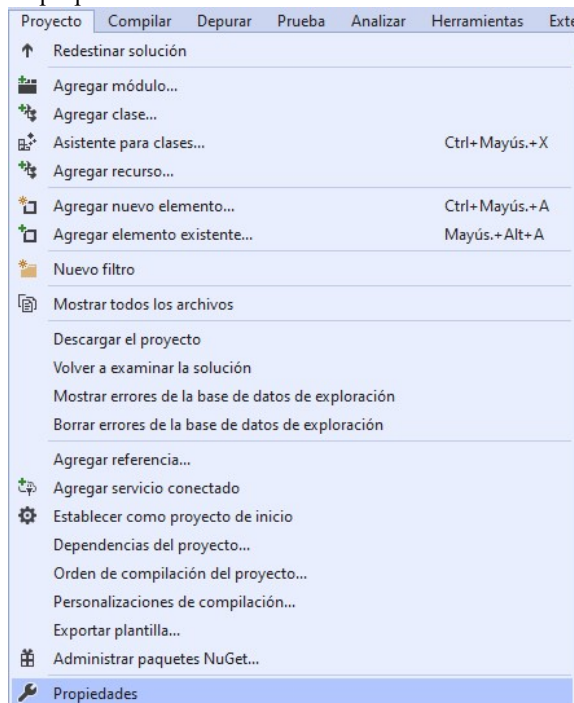 Proyecto Compilar Depurar Prueba Analizar Herramientas Exte
Redestinar solución
Agregar módulo...
Agregar clase...
Asistente para clases... Ctrl+Mayús.+X
Agregar recurso...
Agregar nuevo elemento... Ctrl+Mayús.+A
Agregar elemento existente... Mayús.+Alt+A
Nuevo filtro
Mostrar todos los archivos
Descargar el proyecto
Volver a examinar la solución
Mostrar errores de la base de datos de exploración
Borrar errores de la base de datos de exploración
Agregar referencia...
Agregar servicio conectado
Establecer como proyecto de inicio
Dependencias del proyecto...
Orden de compilación del proyecto...
Personalizaciones de compilación...
Exportar plantilla...
Administrar paquetes NuGet...
Propiedades